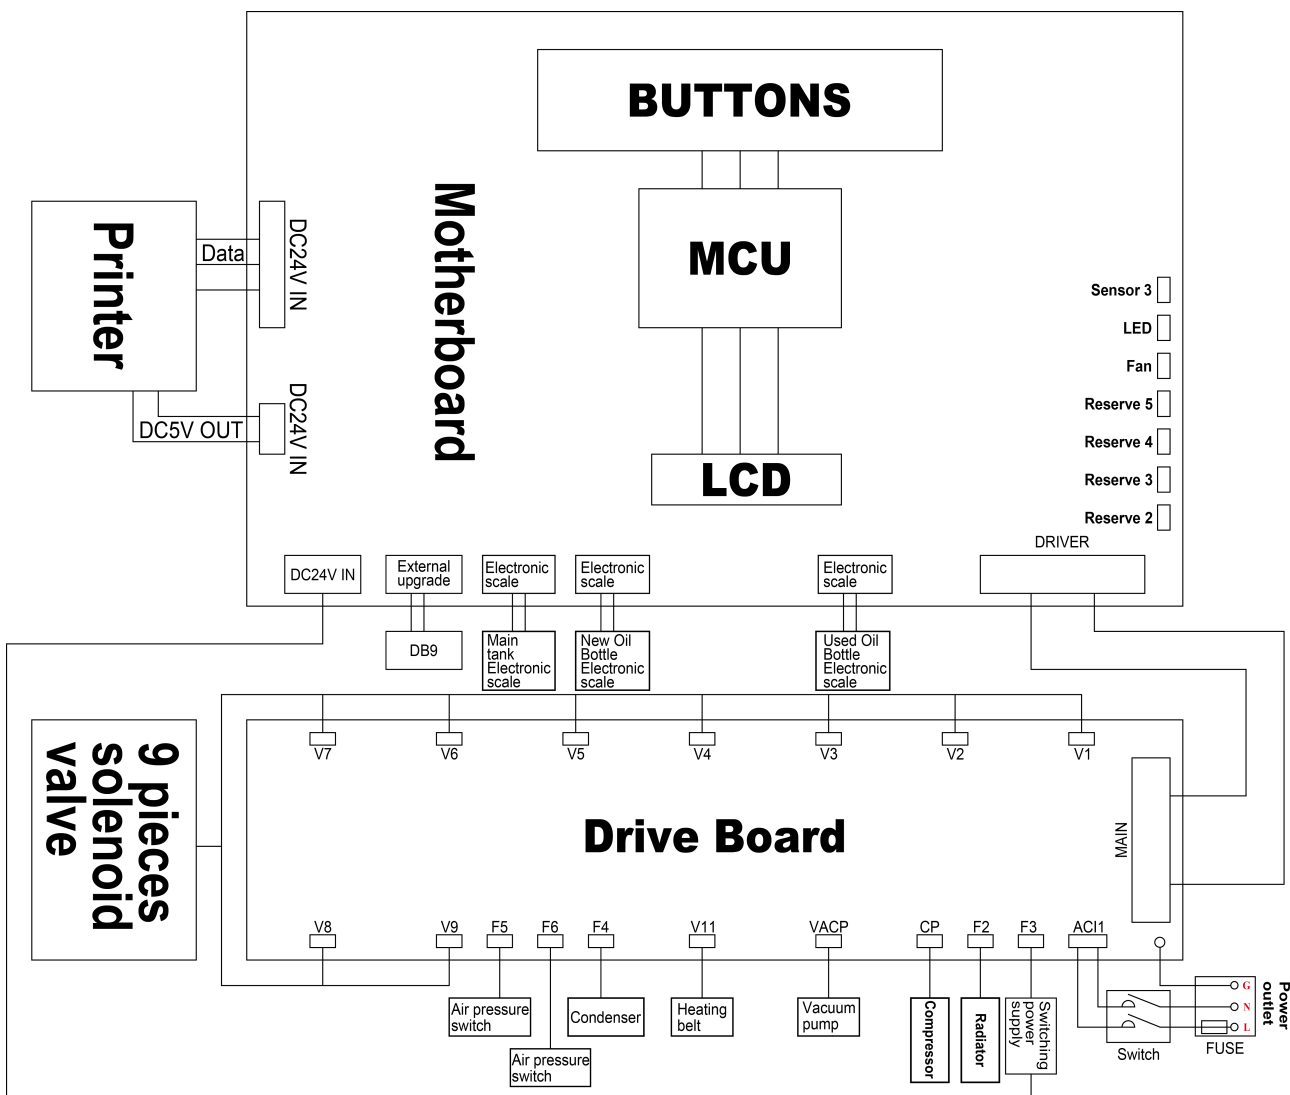 BUTTONS
Motherboard
MCU
Printer
Data
DC24V IN
DC5V OUT
DC24V IN
LCD
Sensor 3
LED
Fan
Reserve 5
Reserve 4
Reserve 3
Reserve 2
DRIVER
DC24V IN
External
upgrade
Electronic
scale
Electronic
scale
Electronic
scale
DB9
Main
tank
Electronic
scale
New Oil
Bottle
Electronic
scale
Used Oil
Bottle
Electronic
scale
9 pieces
solenoid
valve
V7
V6
V5
V4
V3
V2
V1
Drive Board
MAIN
V8
V9
F5
F6
F4
V11
VACP
CP
F2
F3
ACI1
Air pressure
switch
Air pressure
switch
Condenser
Heating
belt
Vacuum
pump
Compressor
Radiator
Switching
power
supply
Switch
G
N
L
FUSE
Power
outlet